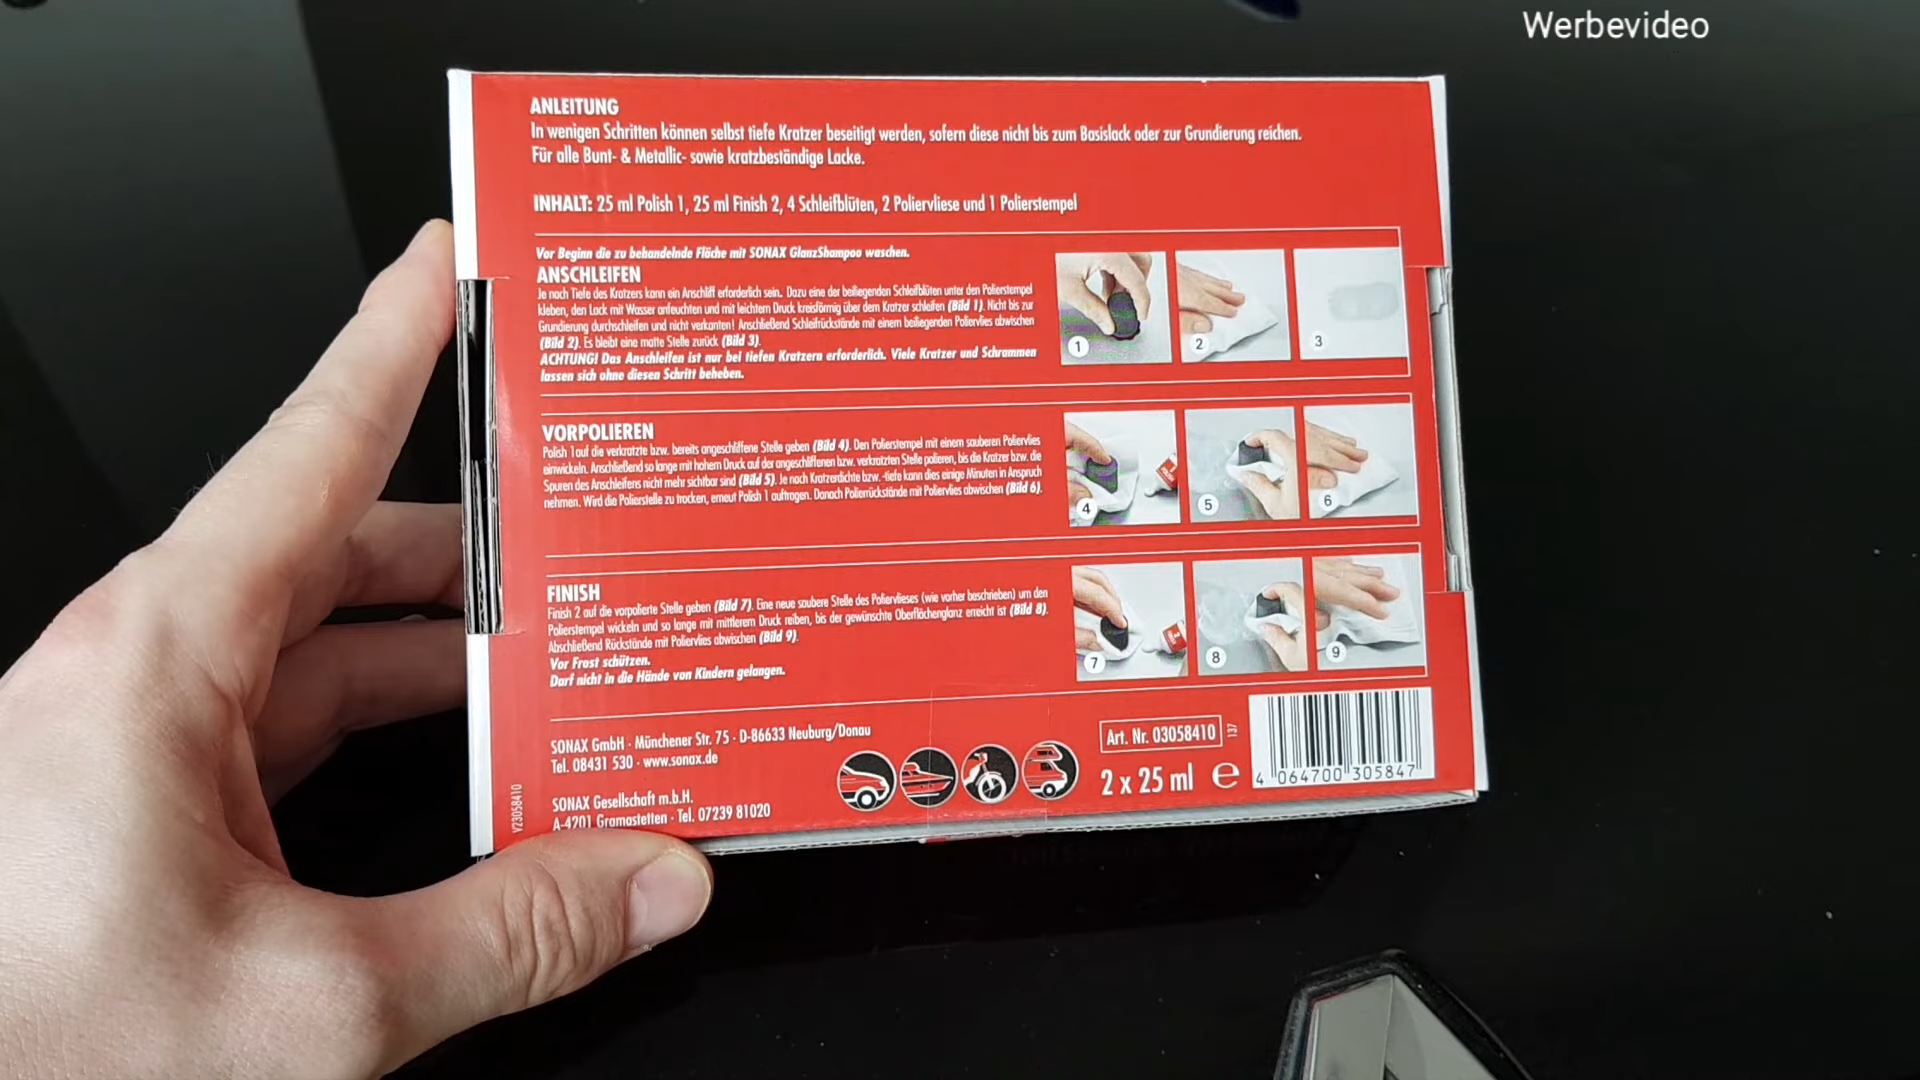 Werbevideo
ANLEITUNG
In wenigen Schritten können selbst tiefe Kratzer beseitigt werden, sofern diese nicht bis zum Basislack oder zur Grundierung reichen.
Für alle Bunt- & Metallic- sowie kratzbeständige Lacke.
INHALT: 25 ml Polish 1, 25 ml Finish 2, 4 Schleifblüten, 2 Poliervliese und 1 Polierstempel
Vor Beginn die zu behandelnde Fläche mit SONAX GlanzShampoo waschen.
ANSCHLEIFEN
Je nach Tiefe des Kratzers kann ein Anschliff erforderlich sein. Dazu eine der beiliegenden Schleifblüten unter den Polierstempel
kleben, den Lack mit Wasser anfeuchten und mit leichtem Druck kreisförmig über dem Kratzer schleifen (Bild 1). Nicht bis zur
Grundierung durchschleifen und nicht verkanten! Anschließend Schleifrückstände mit einem beiliegenden Poliervlies abwischen
(Bild 2). Es bleibt eine matte Stelle zurück (Bild 3).
ACHTUNG! Das Anschleifen ist nur bei tiefen Kratzern erforderlich. Viele Kratzer und Schrammen
lassen sich ohne diesen Schritt beheben.
1
2
3
VORPOLIEREN
Polish 1 auf die verkratzte bzw. bereits angeschliffene Stelle geben (Bild 4). Den Polierstempel mit einem sauberen Poliervlies
einwickeln. Anschließend so lange mit hohem Druck auf der angeschliffenen bzw. verkratzten Stelle polieren, bis die Kratzer bzw. die
Spuren des Anschleifens nicht mehr sichtbar sind (Bild 5). Je nach Kratzerdichte bzw. -tiefe kann dies einige Minuten in Anspruch
nehmen. Wird die Polierstelle zu trocken, erneut Polish 1 auftragen. Danach Polierrückstände mit Poliervlies abwischen (Bild 6).
4
5
6
FINISH
Finish 2 auf die vorpolierte Stelle geben (Bild 7). Eine neue saubere Stelle des Poliervlieses (wie vorher beschrieben) um den
Polierstempel wickeln und so lange mit mittlerem Druck reiben, bis der gewünschte Oberflächenglanz erreicht ist (Bild 8).
Abschließend Rückstände mit Poliervlies abwischen (Bild 9).
Vor Frost schützen.
Darf nicht in die Hände von Kindern gelangen.
7
8
9
SONAX GmbH · Münchener Str. 75 · D-86633 Neuburg/Donau
Tel. 08431 530 · www.sonax.de
SONAX Gesellschaft m.b.H.
A-4201 Gramastetten · Tel. 07239 81020
V23058410
Art. Nr. 03058410
137
2 x 25 ml e
4 064700 305847